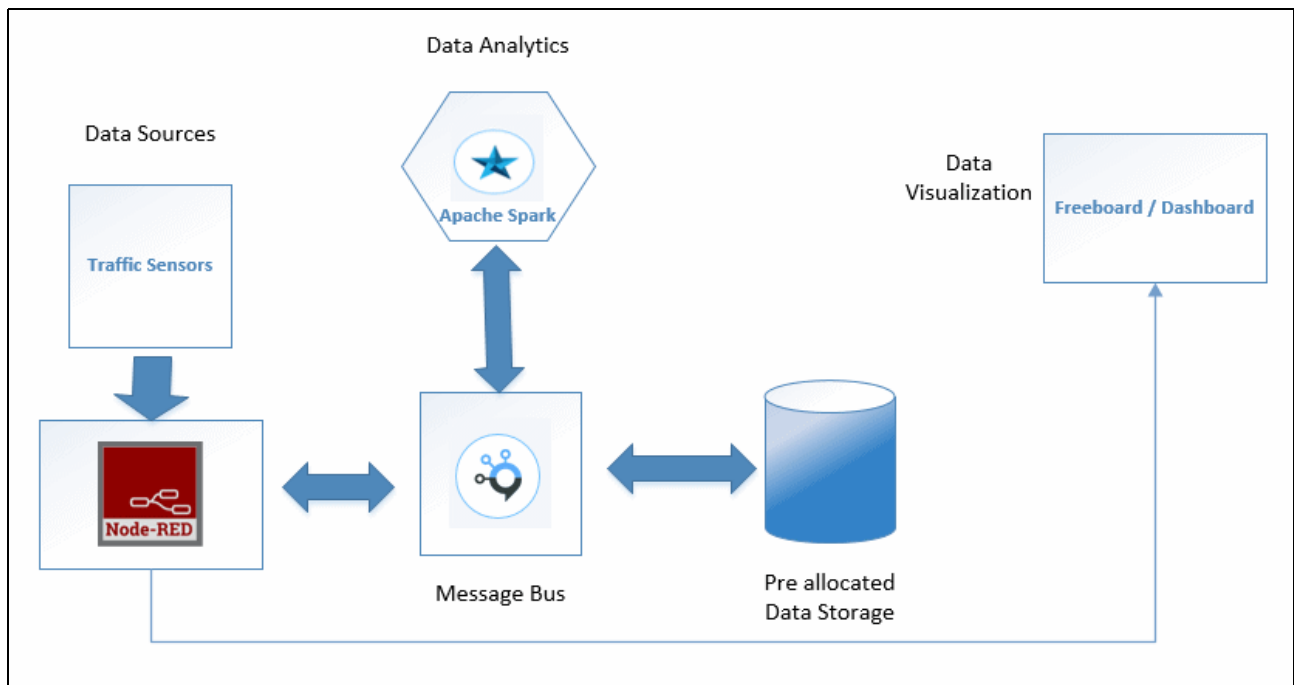 Data Analytics
Data Sources
Apache Spark
Traffic Sensors
Data
Visualization
Freeboard / Dashboard
Node-RED
Message Bus
Pre allocated
Data Storage